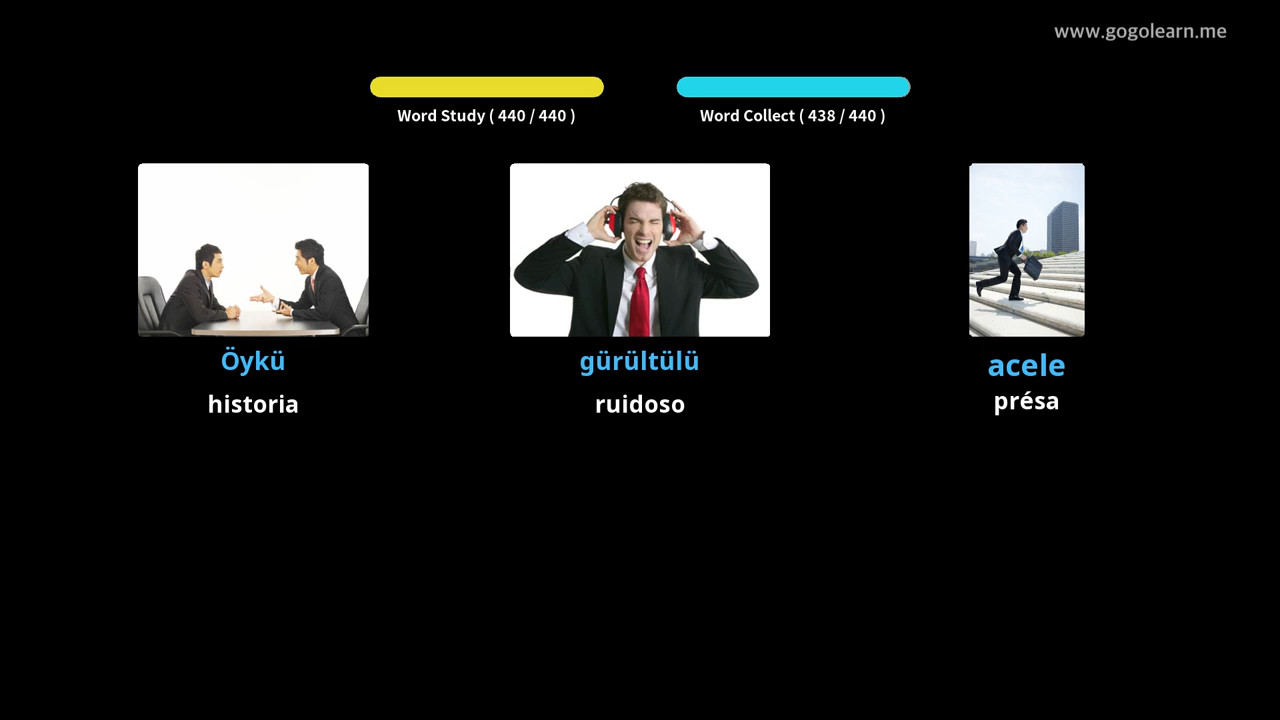 www.gogolearn.me
Word Study ( 440 / 440 )
Word Collect ( 438 / 440 )
Öykü
historia
gürültülü
ruidoso
acele
présa